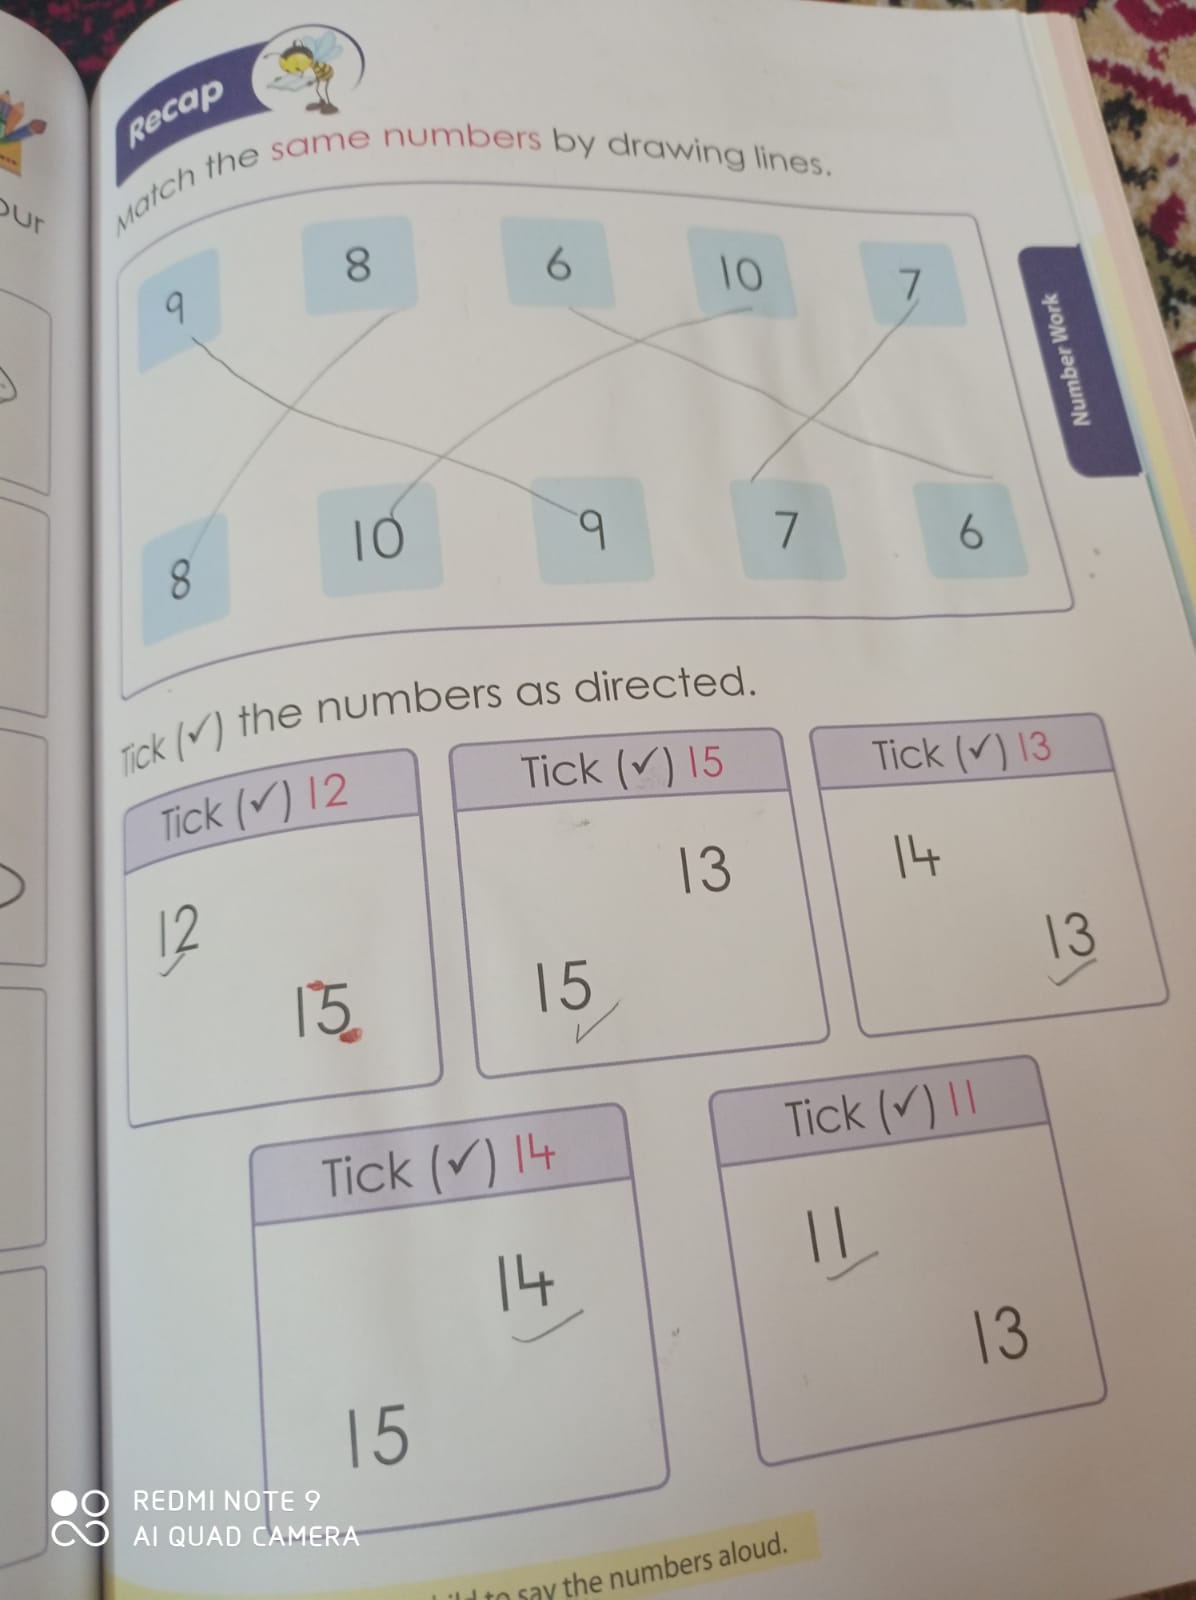 our
Recap
Match the same numbers by drawing lines.
9 8 6 10 7
8 10 9 7 6
Number Work
Tick (✓) the numbers as directed.
Tick (✓) 12
12
15
Tick (✓) 15
13
15
Tick (✓) 13
14
13
Tick (✓) 14
14
15
Tick (✓) 11
11
13
to say the numbers aloud.
REDMI NOTE 9
AI QUAD CAMERA